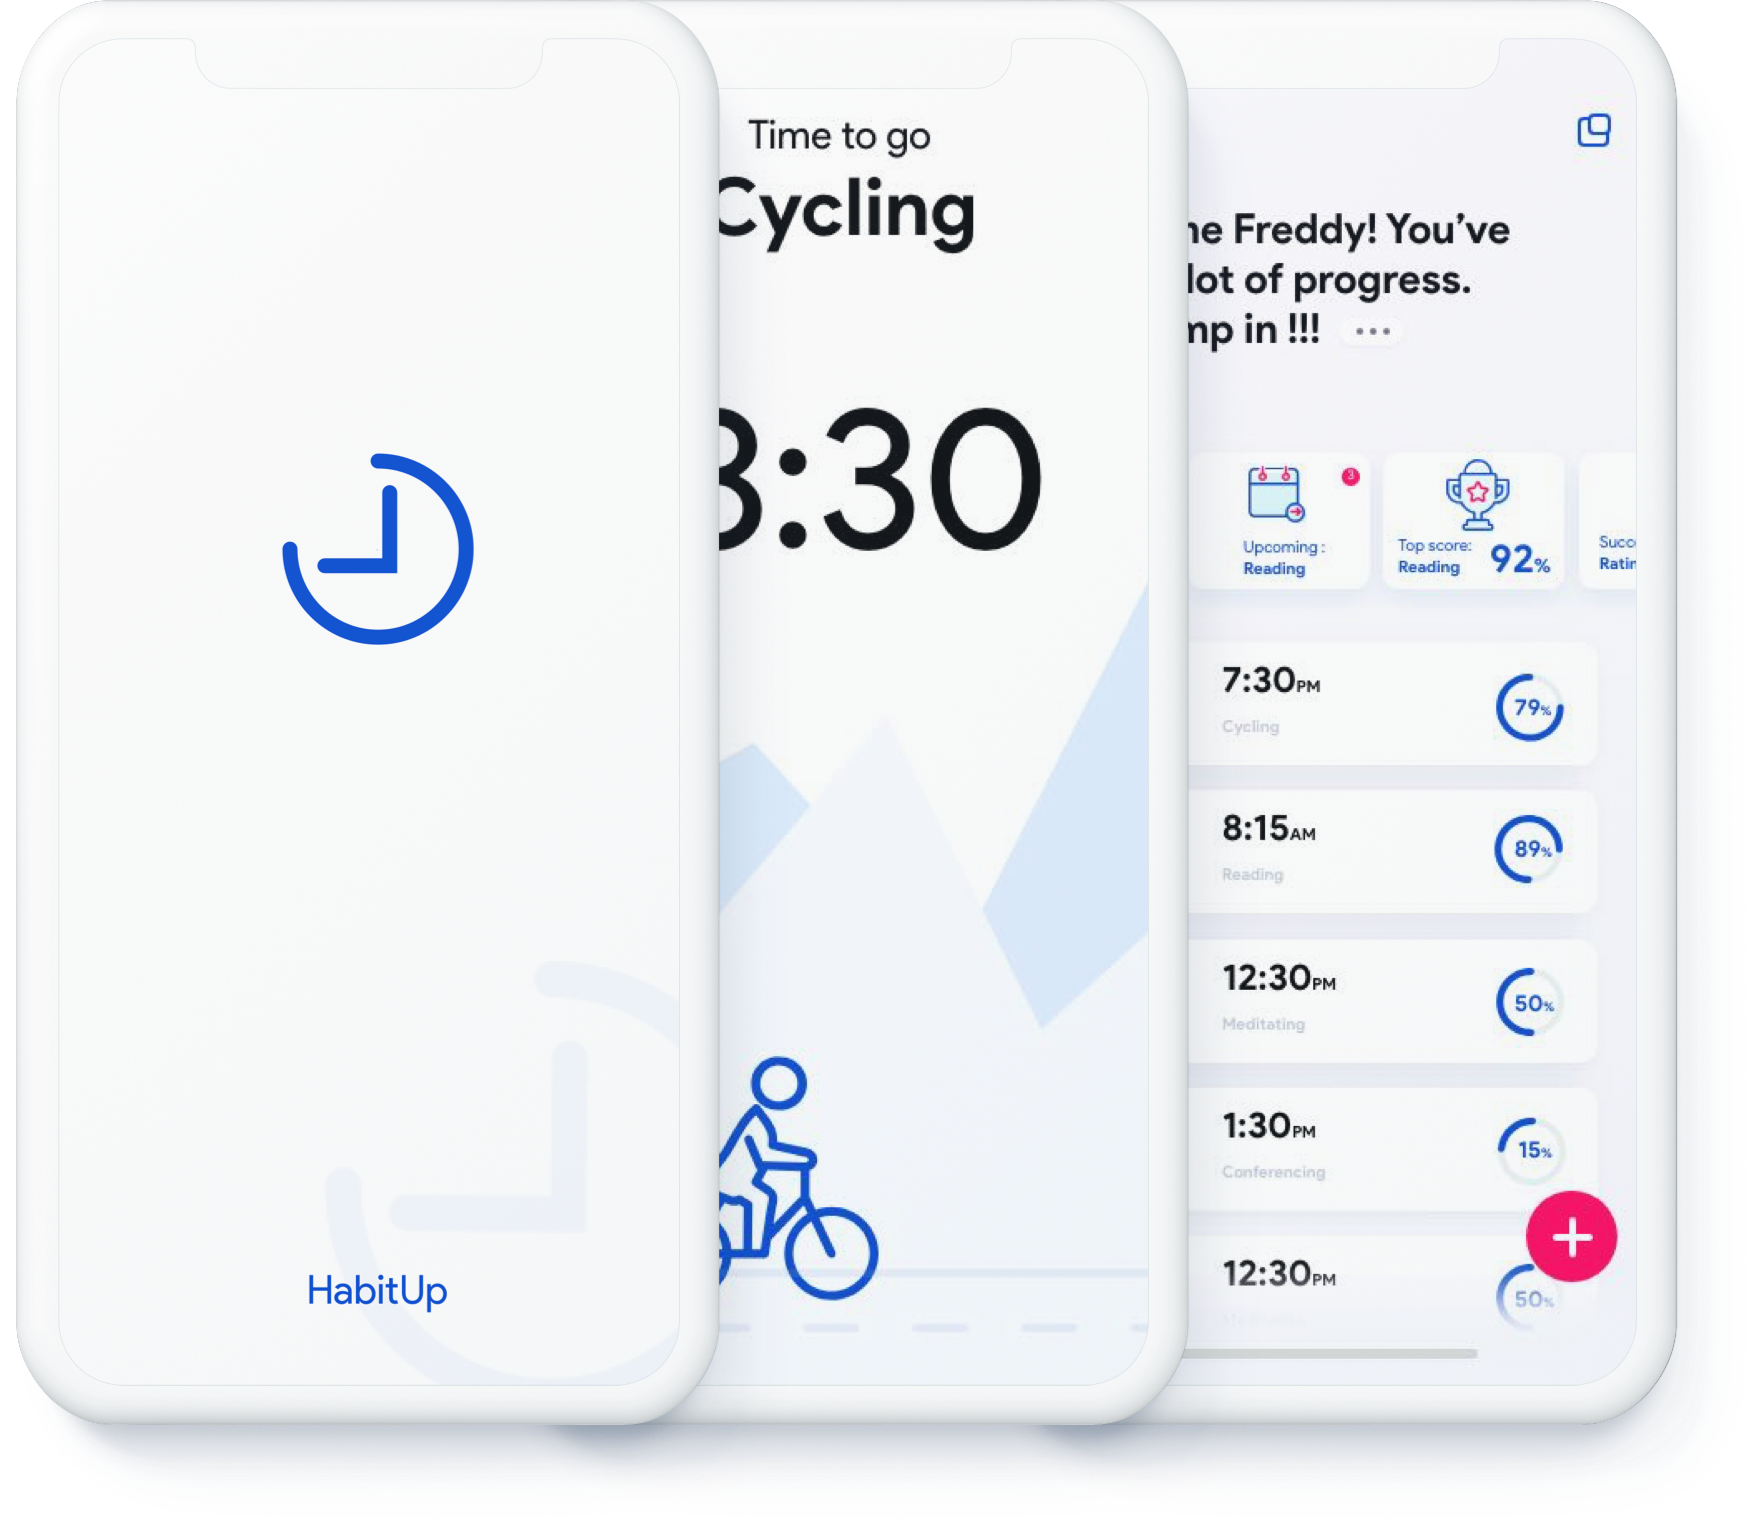 HabitUp
Time to go
Cycling
3:30
ne Freddy! You've
lot of progress.
mp in !!!
3
Upcoming :
Reading
Top score:
Reading
92%
Succ
Ratin
7:30PM
Cycling
79%
8:15AM
Reading
89%
12:30PM
Meditating
50%
1:30PM
Conferencing
15%
12:30PM
50%